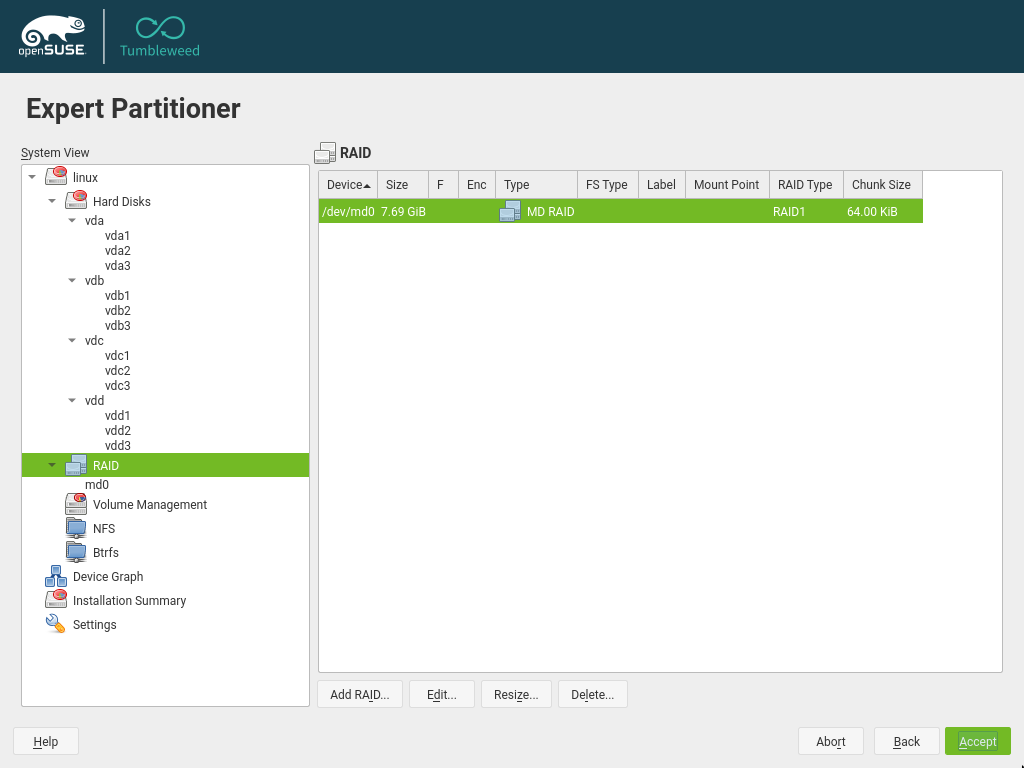 openSUSE
Tumbleweed
Expert Partitioner
System View
linux
Hard Disks
vda
vda1
vda2
vda3
vdb
vdb1
vdb2
vdb3
vdc
vdc1
vdc2
vdc3
vdd
vdd1
vdd2
vdd3
RAID
md0
Volume Management
NFS
Btrfs
Device Graph
Installation Summary
Settings
RAID
Device Size F Enc Type FS Type Label Mount Point RAID Type Chunk Size
/dev/md0 7.69 GiB MD RAID RAID1 64.00 KiB
Add RAID... Edit... Resize... Delete...
Help Abort Back Accept